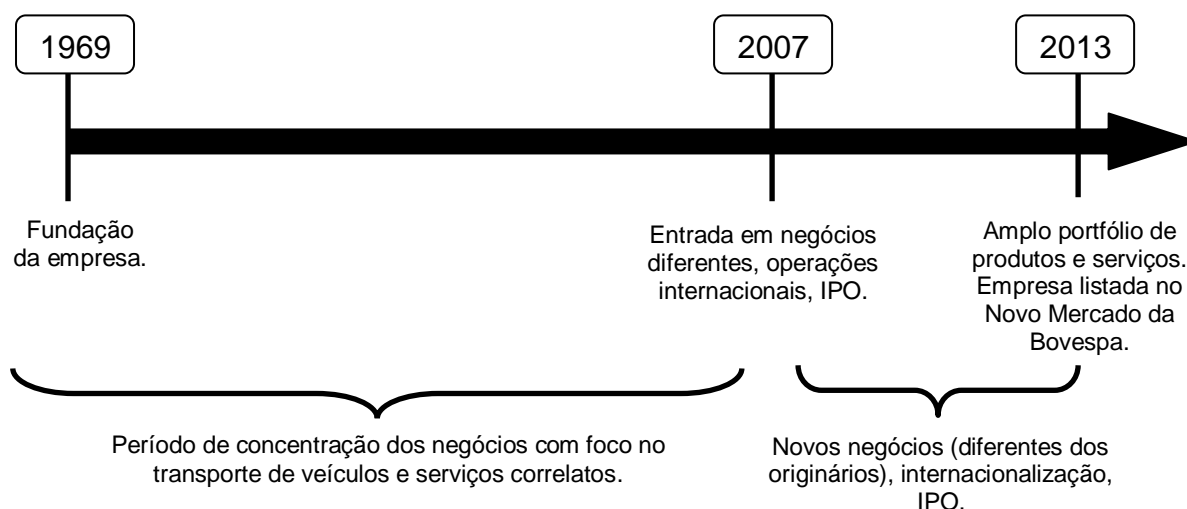 1969
2007
2013
Fundação
da empresa.
Entrada em negócios
diferentes, operações
internacionais, IPO.
Amplo portfólio de
produtos e serviços.
Empresa listada no
Novo Mercado da
Bovespa.
Período de concentração dos negócios com foco no
transporte de veículos e serviços correlatos.
Novos negócios (diferentes dos
originários), internacionalização,
IPO.